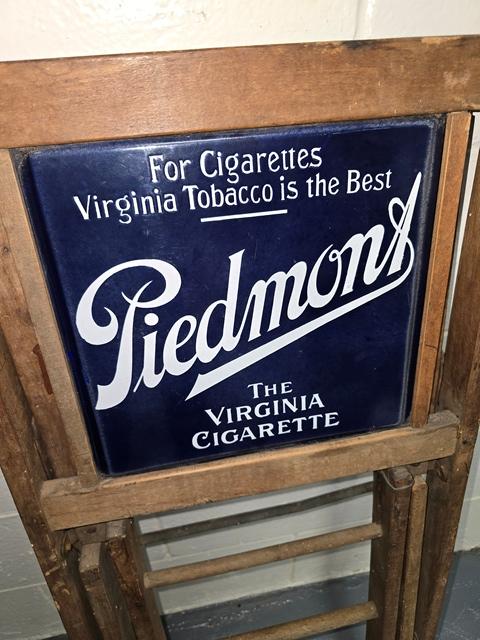 For Cigarettes
Virginia Tobacco is the Best
Piedmont
THE
VIRGINIA
CIGARETTE